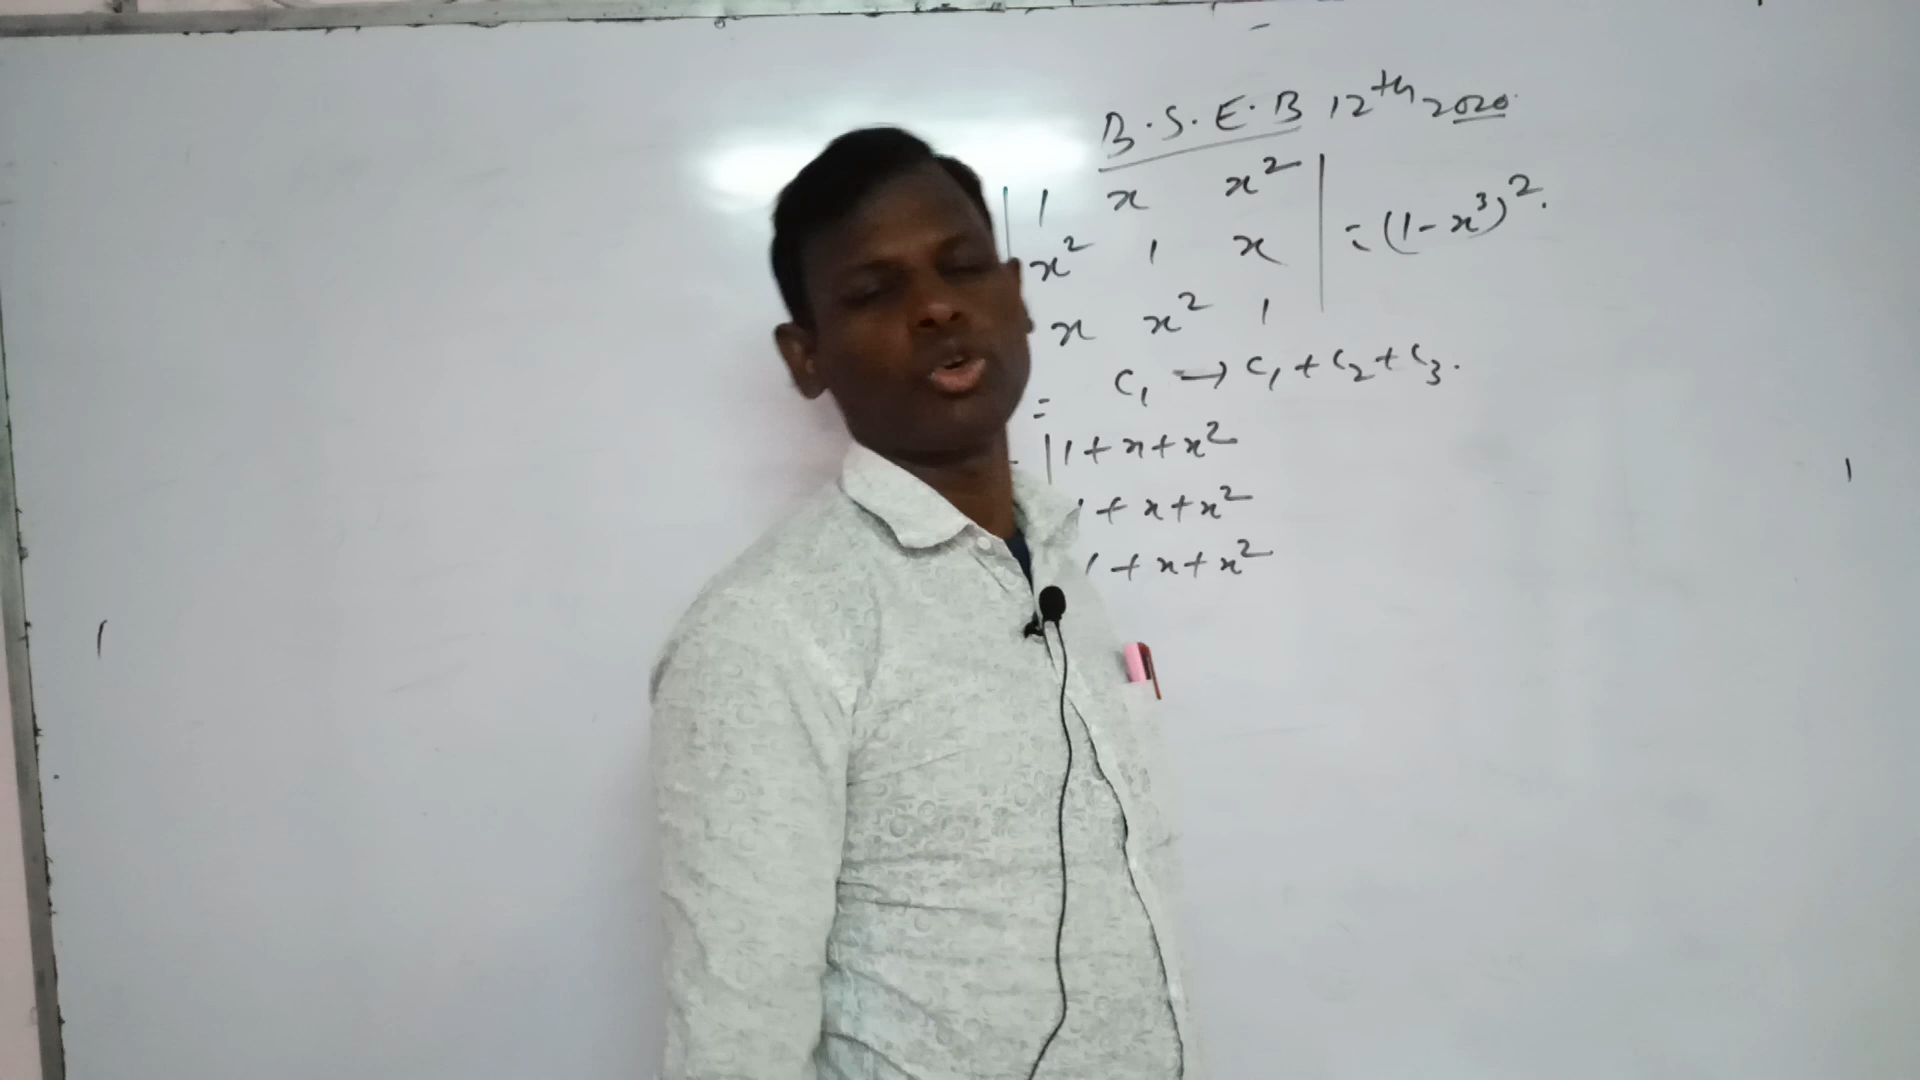 B.S.E.B 12th 2020
| 1 x x² |
| x² 1 x | = (1-x³)².
x x² 1
C₁ → C₁ + C₂ + C₃.
=
| 1 + x + x²
1 + x + x²
1 + x + x²